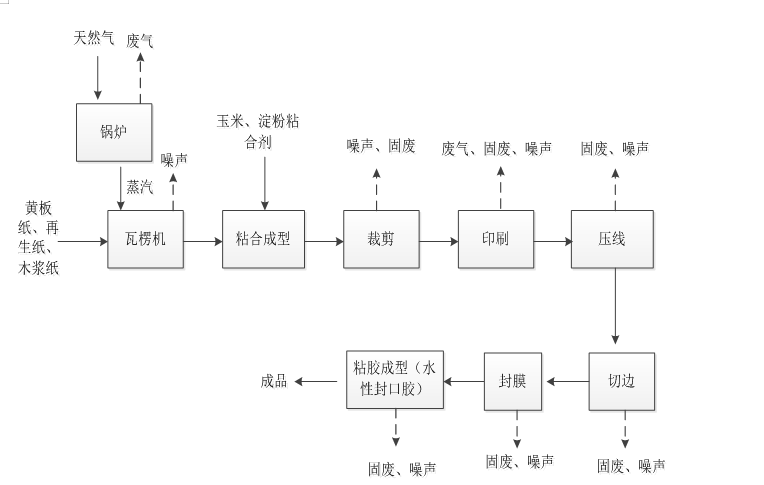 天然气
废气
锅炉
蒸汽
噪声
玉米、淀粉粘
合剂
噪声、固废
废气、固废、噪声
固废、噪声
黄板
纸、再
生纸、
木浆纸
瓦楞机
粘合成型
裁剪
印刷
压线
成品
粘胶成型（水
性封口胶）
封膜
切边
固废、噪声
固废、噪声
固废、噪声